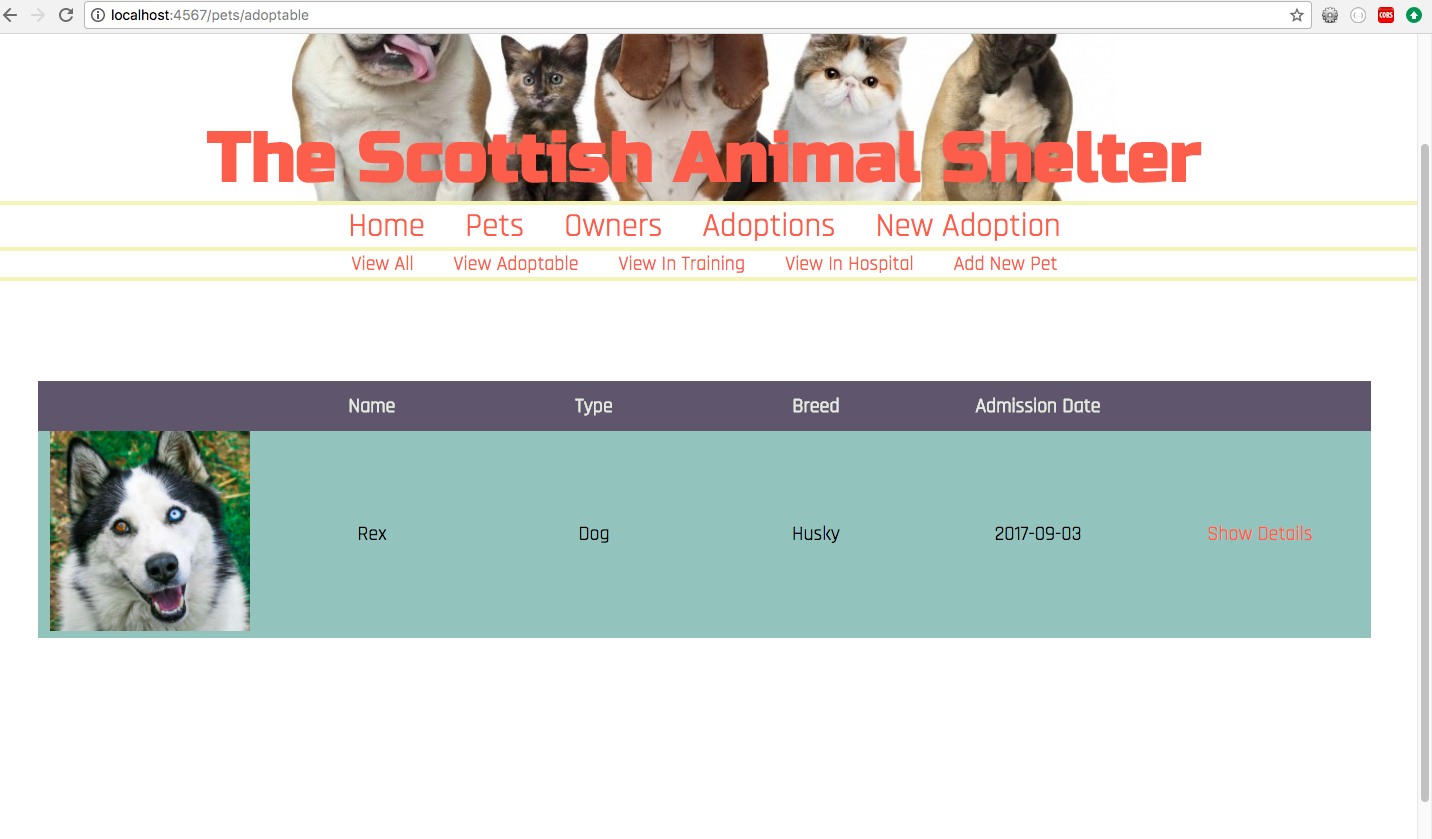 localhost:4567/pets/adoptable
CORS
The Scottish Animal Shelter
Home Pets Owners Adoptions New Adoption
View All View Adoptable View In Training View In Hospital Add New Pet
Name Type Breed Admission Date
Rex Dog Husky 2017-09-03 Show Details